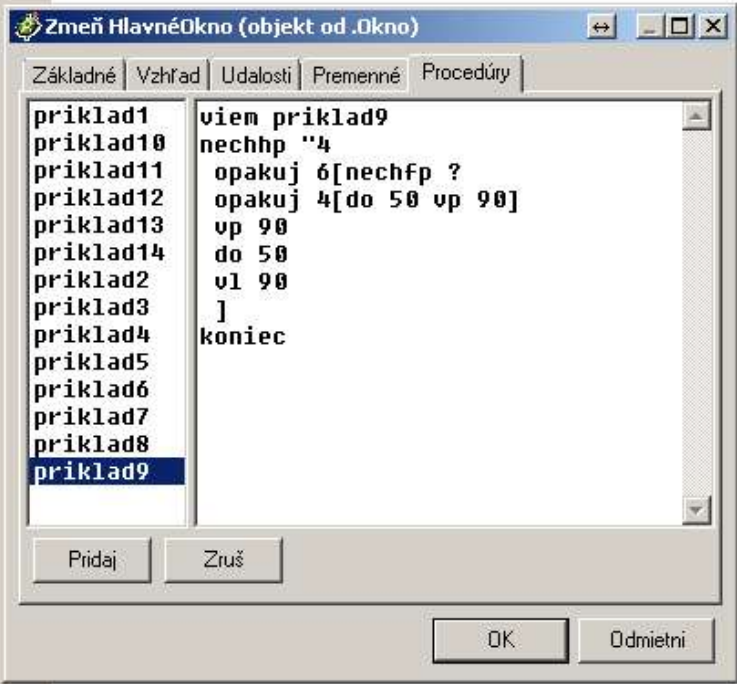 Zmeň HlavnéOkno (objekt od .Okno)
Základné Vzhľad Udalosti Premenné Procedúry
priklad1
priklad10
priklad11
priklad12
priklad13
priklad14
priklad2
priklad3
priklad4
priklad5
priklad6
priklad7
priklad8
priklad9
viem priklad9
nechhp "4
opakuj 6[nechfp ?
opakuj 4[do 50 vp 90]
vp 90
do 50
vl 90
]
koniec
Pridaj Zruš
OK Odmietni